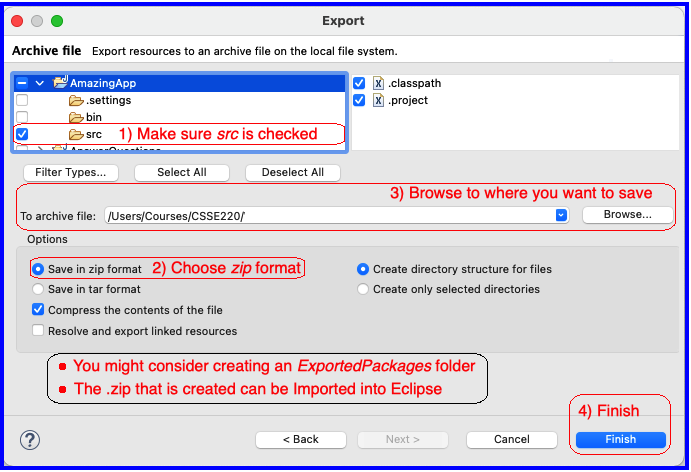 Export
Archive file Export resources to an archive file on the local file system.
AmazingApp
.settings
bin
src 1) Make sure src is checked
AnswerQuestions
.classpath
.project
Filter Types... Select All Deselect All
3) Browse to where you want to save
To archive file: /Users/Courses/CSSE220/' Browse...
Options
Save in zip format 2) Choose zip format Create directory structure for files
Save in tar format Create only selected directories
Compress the contents of the file
Resolve and export linked resources
You might consider creating an ExportedPackages folder
The .zip that is created can be Imported into Eclipse
4) Finish
? < Back Next > Cancel Finish